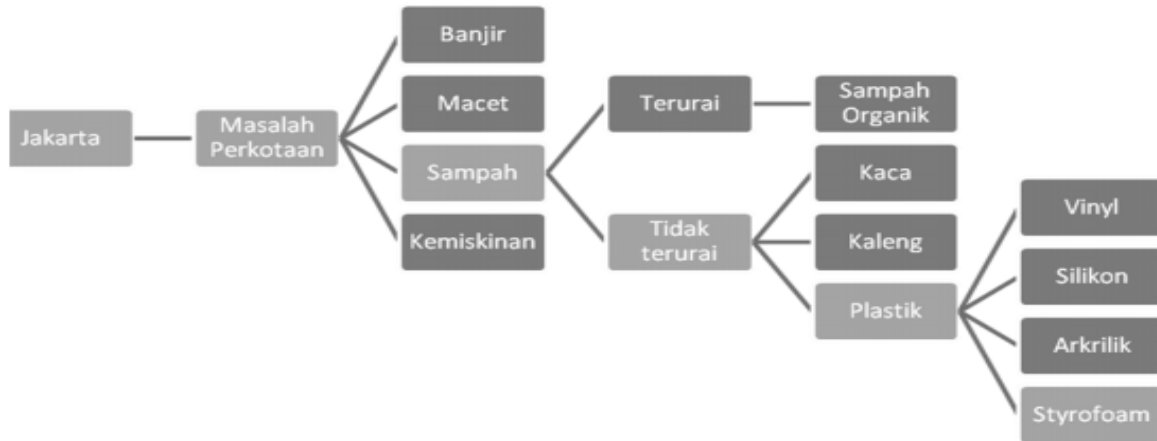 Jakarta
Masalah
Perkotaan
Banjir
Macet
Sampah
Kemiskinan
Terurai
Tidak
terurai
Sampah
Organik
Kaca
Kaleng
Plastik
Vinyl
Silikon
Arkrilik
Styrofoam